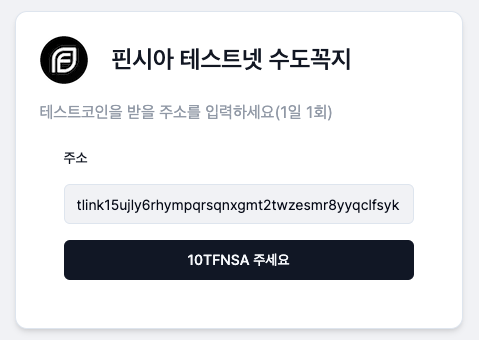 핀시아 테스트넷 수도꼭지
테스트코인을 받을 주소를 입력하세요(1일 1회)
주소
tlink15ujly6rhympqrsqnxgmt2twzesmr8yyqclfsyk
10TFNSA 주세요